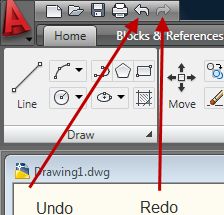 Home Blocks & References
Line Move
Draw
Drawing1.dwg
Undo Redo